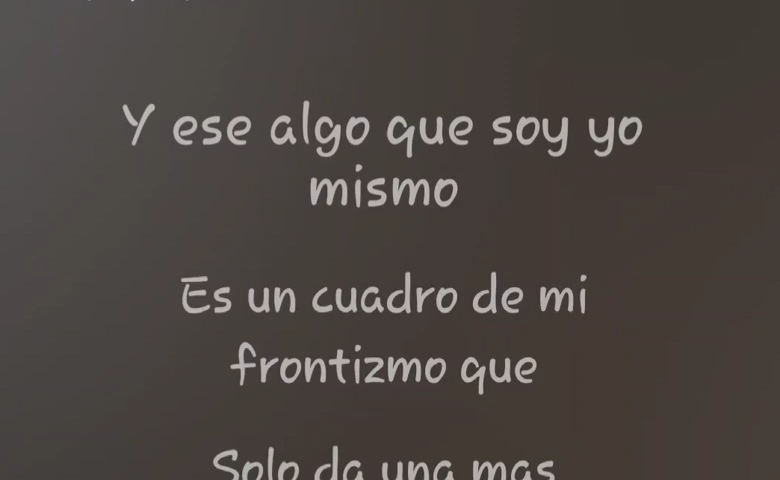 Y ese algo que soy yo
mismo
Es un cuadro de mi
frontizmo que
Solo da una mas